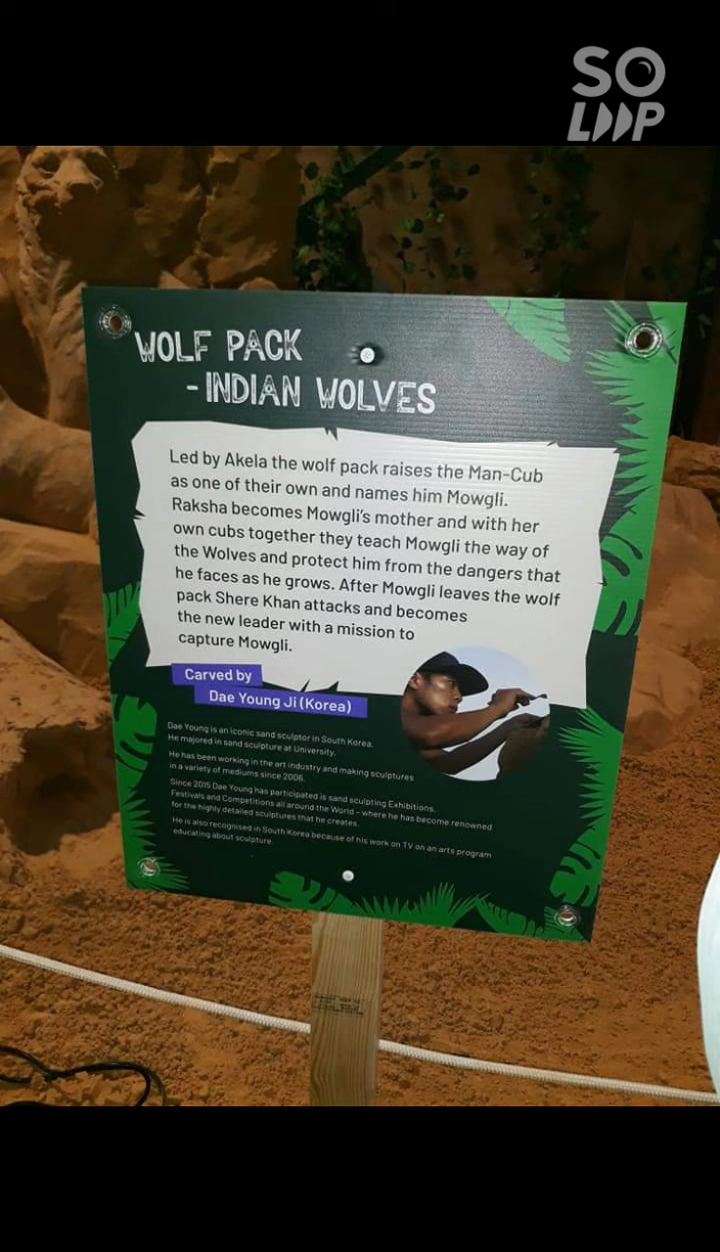 SO
LOOP
WOLF PACK
- INDIAN WOLVES
Led by Akela the wolf pack raises the Man-Cub
as one of their own and names him Mowgli.
Raksha becomes Mowgli's mother and with her
own cubs together they teach Mowgli the way of
the Wolves and protect him from the dangers that
he faces as he grows. After Mowgli leaves the wolf
pack Shere Khan attacks and becomes
the new leader with a mission to
capture Mowgli.
Carved by
Dae Young Ji (Korea)
Dae Young is an iconic sand sculptor in South Korea.
He majored in sand sculpture at University.
He has been working in the art industry and making sculptures
in a variety of mediums since 2006.
Since 2015 Dae Young has participated is sand sculpting Exhibitions,
Festivals and Competitions all around the World - where he has become renowned
for the highly detailed sculptures that he creates.
He is also recognised in South Korea because of his work on TV on an arts program
educating about sculpture.